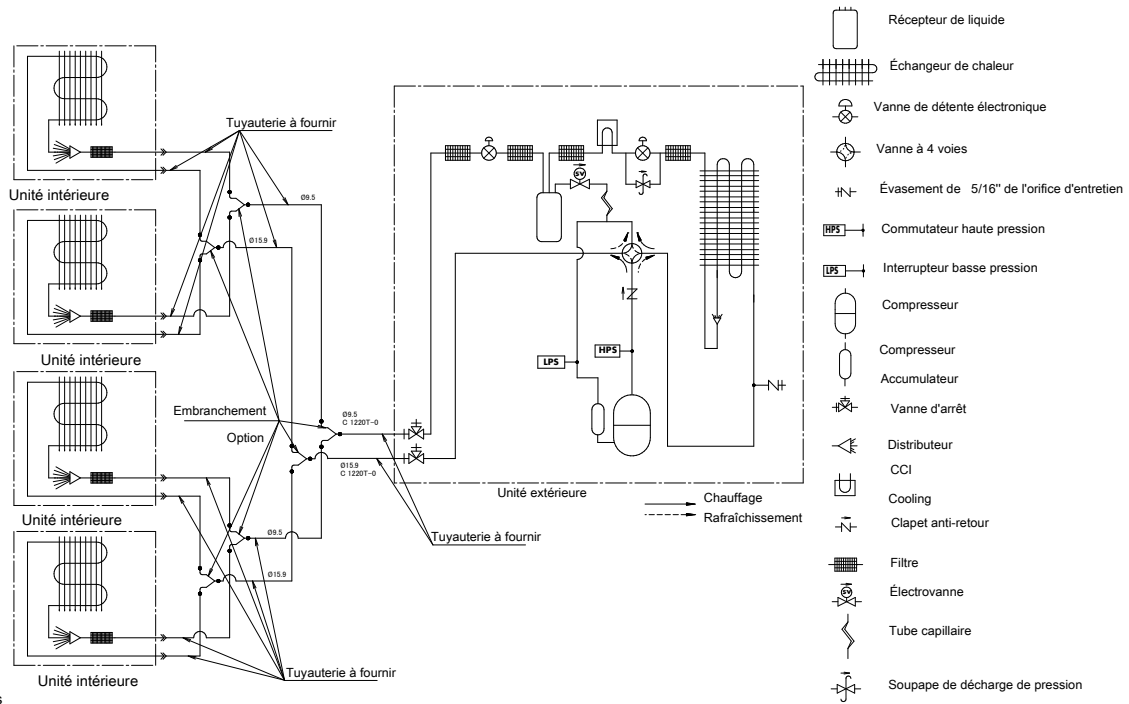 Récepteur de liquide
Échangeur de chaleur
Vanne de détente électronique
Vanne à 4 voies
Évasement de 5/16" de l'orifice d'entretien
HPS Commutateur haute pression
LPS Interrupteur basse pression
Compresseur
Compresseur
Accumulateur
Vanne d'arrêt
Distributeur
CCI
Cooling
Clapet anti-retour
Filtre
SV Électrovanne
Tube capillaire
Soupape de décharge de pression
Tuyauterie à fournir
Unité intérieure
Ø9.5
Ø15.9
Unité intérieure
Embranchement
Option
Ø9.5
C 1220T-0
Ø15.9
C 1220T-0
Unité intérieure
Ø9.5
Ø15.9
Tuyauterie à fournir
Tuyauterie à fournir
Unité intérieure
s
SV
LPS
HPS
Unité extérieure
Chauffage
Rafraîchissement